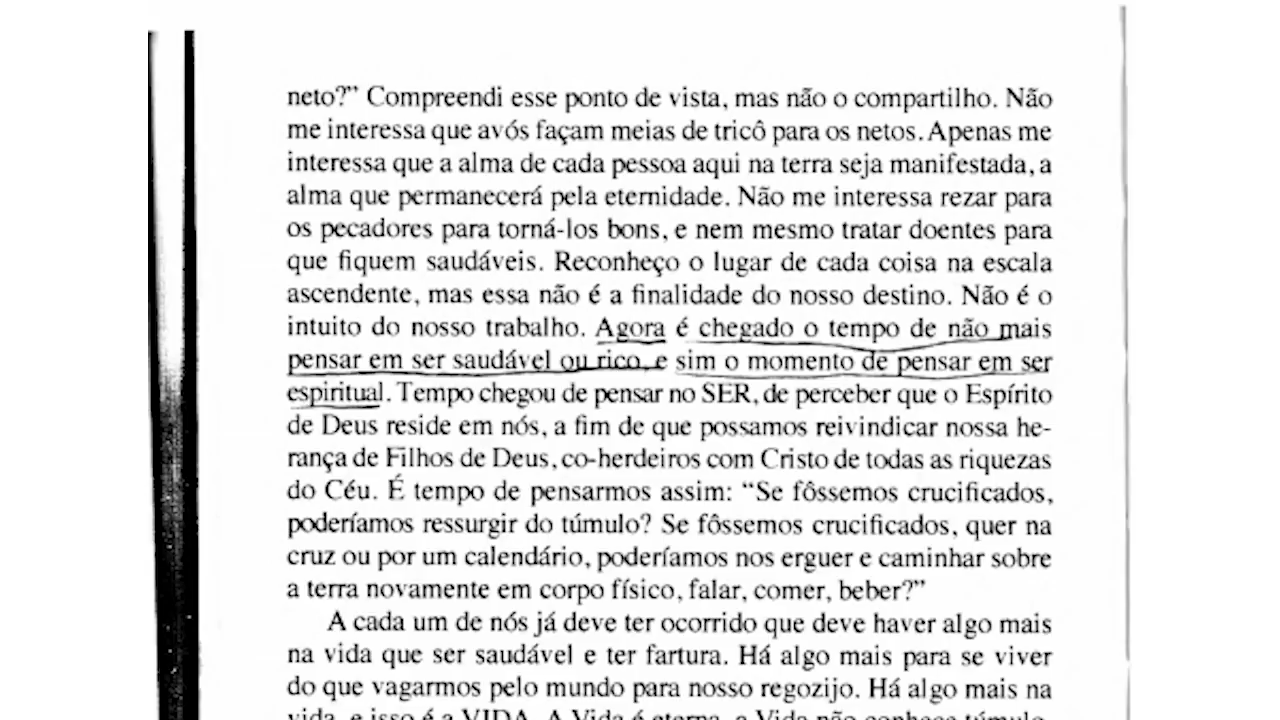 neto?” Compreendi esse ponto de vista, mas não o compartilho. Não
me interessa que avós façam meias de tricô para os netos. Apenas me
interessa que a alma de cada pessoa aqui na terra seja manifestada, a
alma que permanecerá pela eternidade. Não me interessa rezar para
os pecadores para torná-los bons, e nem mesmo tratar doentes para
que fiquem saudáveis. Reconheço o lugar de cada coisa na escala
ascendente, mas essa não é a finalidade do nosso destino. Não é o
intuito do nosso trabalho. Agora é chegado o tempo de não mais
pensar em ser saudável ou rico, e sim o momento de pensar em ser
espiritual. Tempo chegou de pensar no SER, de perceber que o Espírito
de Deus reside em nós, a fim de que possamos reivindicar nossa he-
rança de Filhos de Deus, co-herdeiros com Cristo de todas as riquezas
do Céu. É tempo de pensarmos assim: “Se fôssemos crucificados,
poderíamos ressurgir do túmulo? Se fôssemos crucificados, quer na
cruz ou por um calendário, poderíamos nos erguer e caminhar sobre
a terra novamente em corpo físico, falar, comer, beber?”
A cada um de nós já deve ter ocorrido que deve haver algo mais
na vida que ser saudável e ter fartura. Há algo mais para se viver
do que vagarmos pelo mundo para nosso regozijo. Há algo mais na
vida, e isso é a VIDA. A Vida é eterna, a Vida não conhece túmulo,